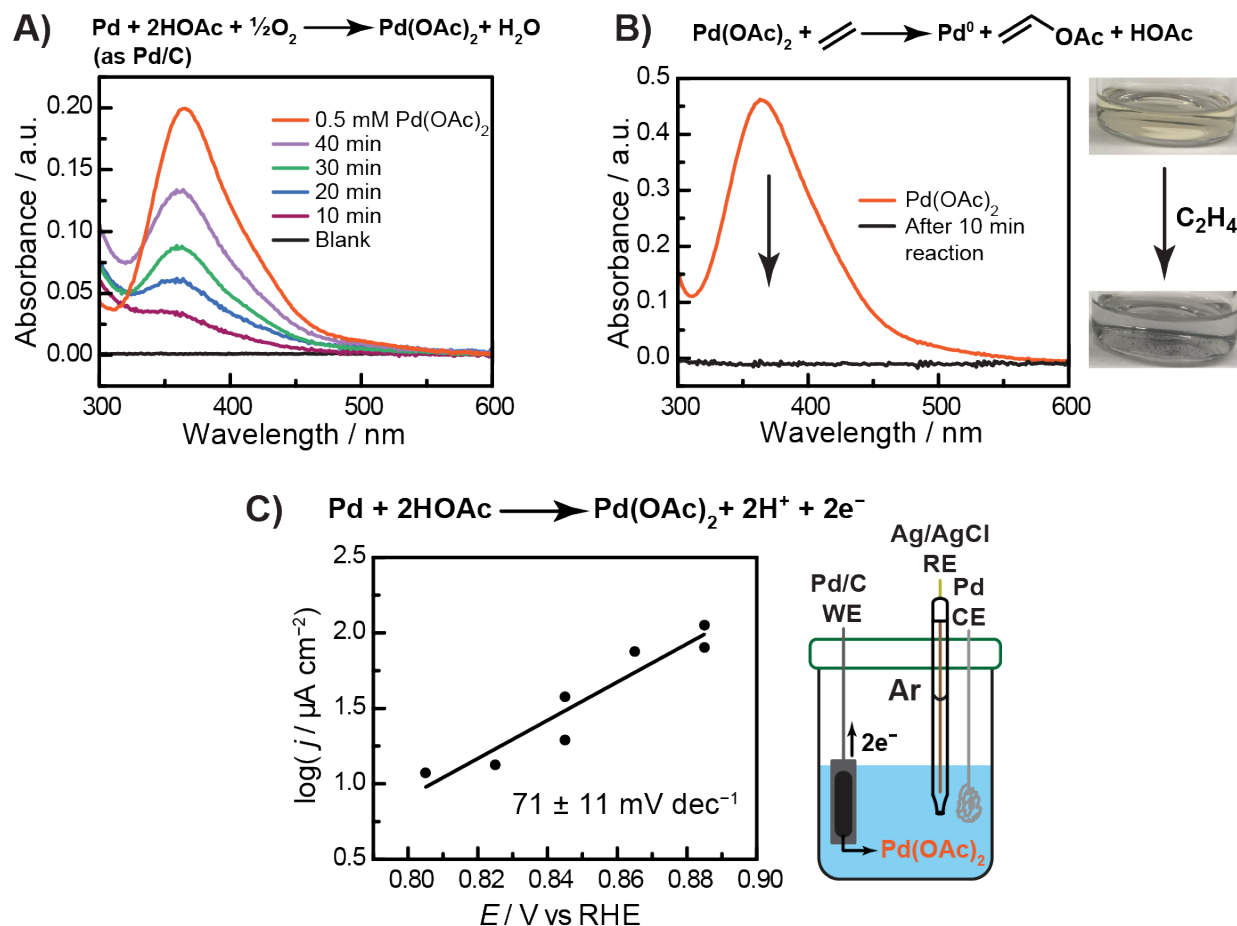 A)
Pd + 2HOAc + ½O₂ ⟶ Pd(OAc)₂ + H₂O
(as Pd/C)
Absorbance / a.u.
0.20
0.15
0.10
0.05
0.00
0.5 mM Pd(OAc)₂
40 min
30 min
20 min
10 min
Blank
300 400 500 600
Wavelength / nm
B)
Pd(OAc)₂ + ⟶ Pd⁰ + OAc + HOAc
Absorbance / a.u.
0.5
0.4
0.3
0.2
0.1
0.0
Pd(OAc)₂
After 10 min
reaction
300 400 500 600
Wavelength / nm
C₂H₄
C)
Pd + 2HOAc ⟶ Pd(OAc)₂ + 2H⁺ + 2e⁻
log( j / µA cm⁻²)
2.5
2.0
1.5
1.0
0.5
71 ± 11 mV dec⁻¹
0.80 0.82 0.84 0.86 0.88 0.90
E / V vs RHE
Ag/AgCl
RE
Pd/C
WE
Pd
CE
Ar
2e⁻
Pd(OAc)₂